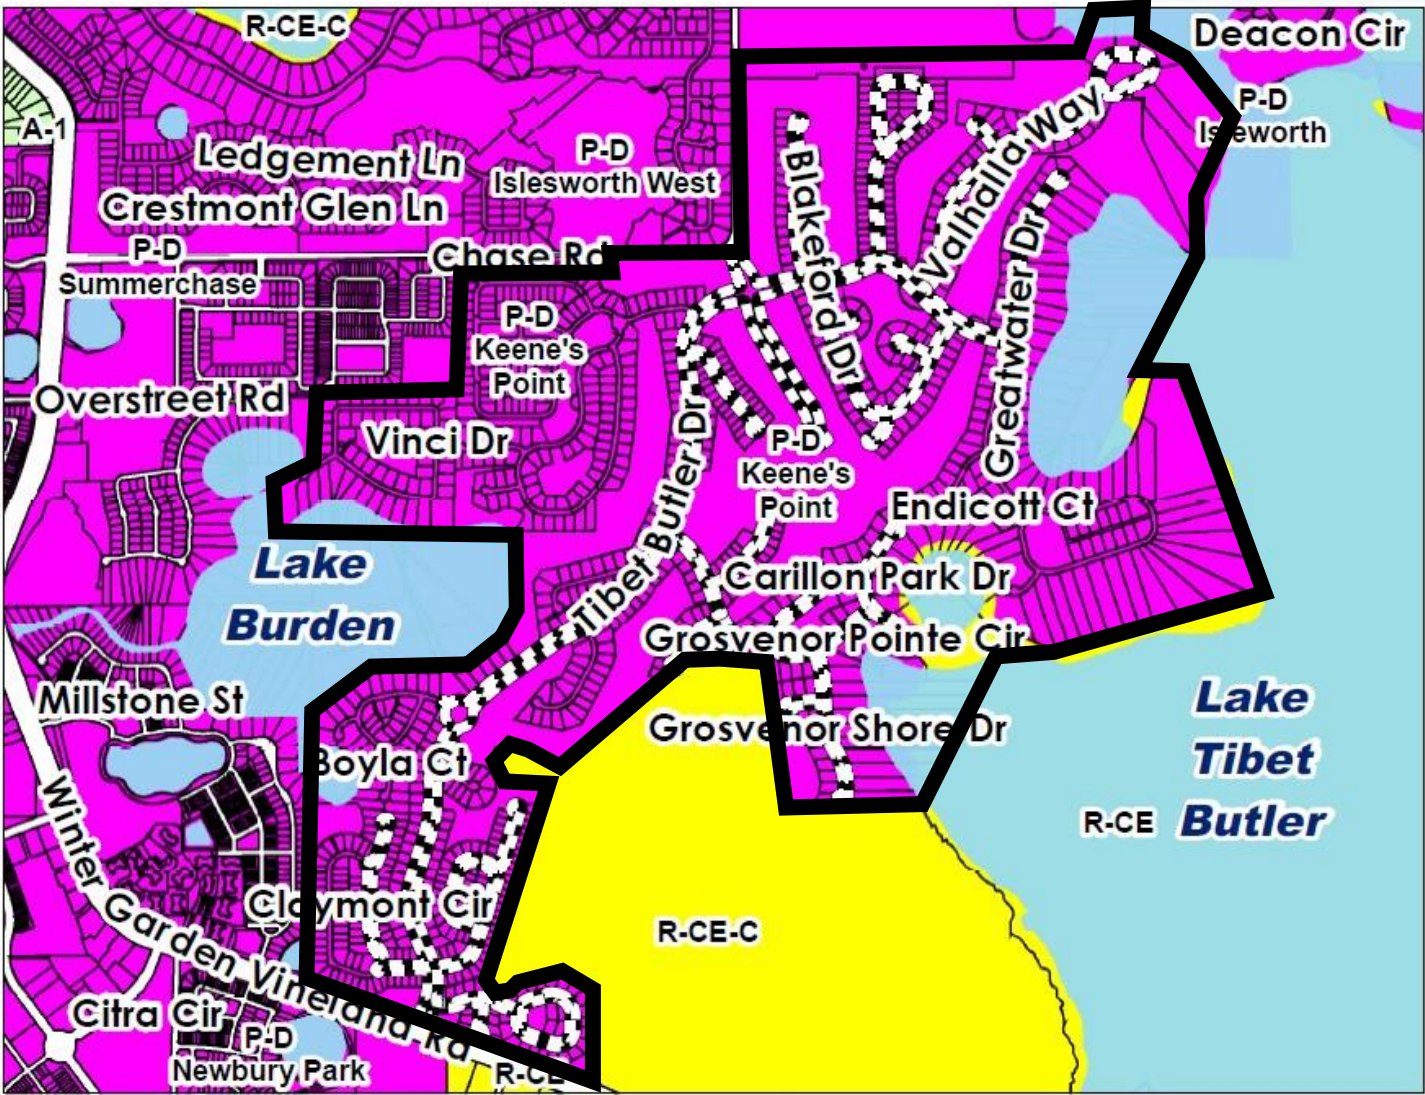 R-CE-C
Deacon Cir
A-1
P-D
Isleworth
Ledgement Ln
P-D
Islesworth West
Crestmont Glen Ln
Valhalla Way
Blakeford Dr
P-D
Summerchase
Chase Rd
Greatwater Dr
P-D
Keene's
Point
Overstreet Rd
Vinci Dr
Tibet Butler Dr
P-D
Keene's
Point
Endicott Ct
Lake
Burden
Carillon Park Dr
Grosvenor Pointe Cir
Millstone St
Grosvenor Shore Dr
Lake
Tibet
Butler
R-CE
Boyla Ct
Winter Garden Vineland Rd
Claymont Cir
R-CE-C
Citra Cir
P-D
Newbury Park
R-CE